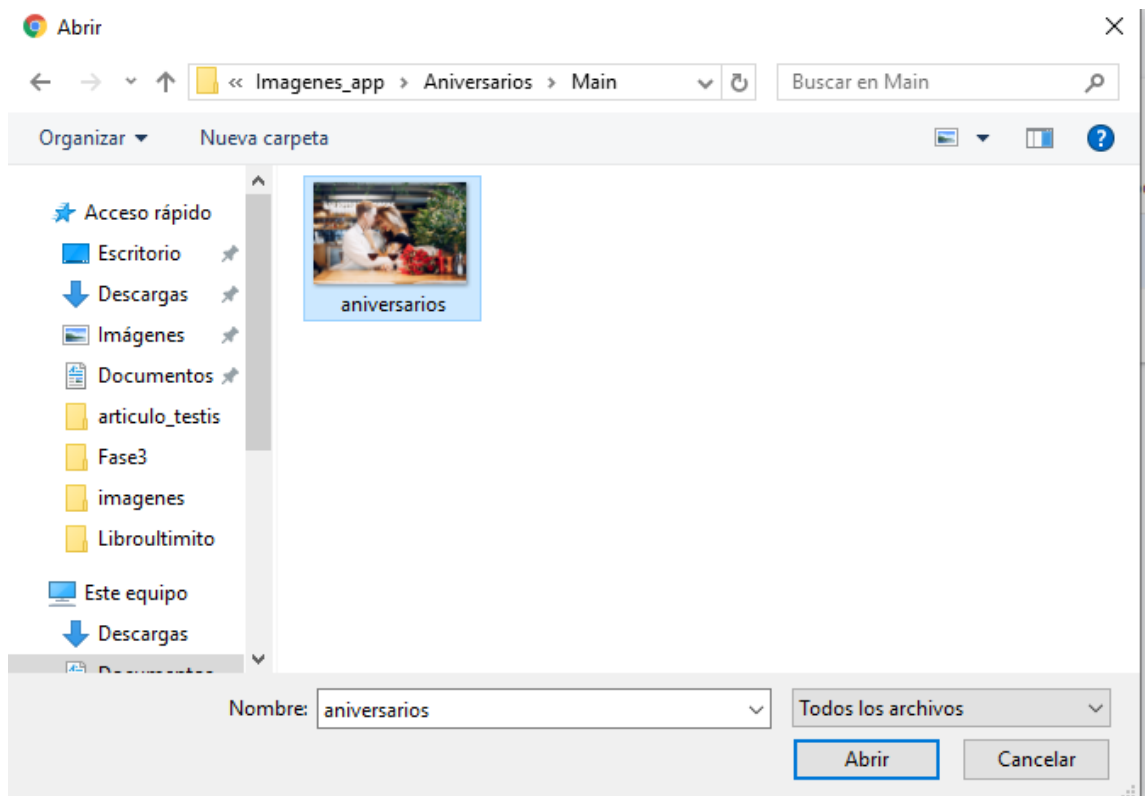 Abrir
« Imagenes_app > Aniversarios > Main
Buscar en Main
Organizar Nueva carpeta
Acceso rápido
Escritorio
Descargas
Imágenes
Documentos
articulo_testis
Fase3
imagenes
Libroultimito
Este equipo
Descargas
Documentos
aniversarios
Nombre: aniversarios
Todos los archivos
Abrir Cancelar